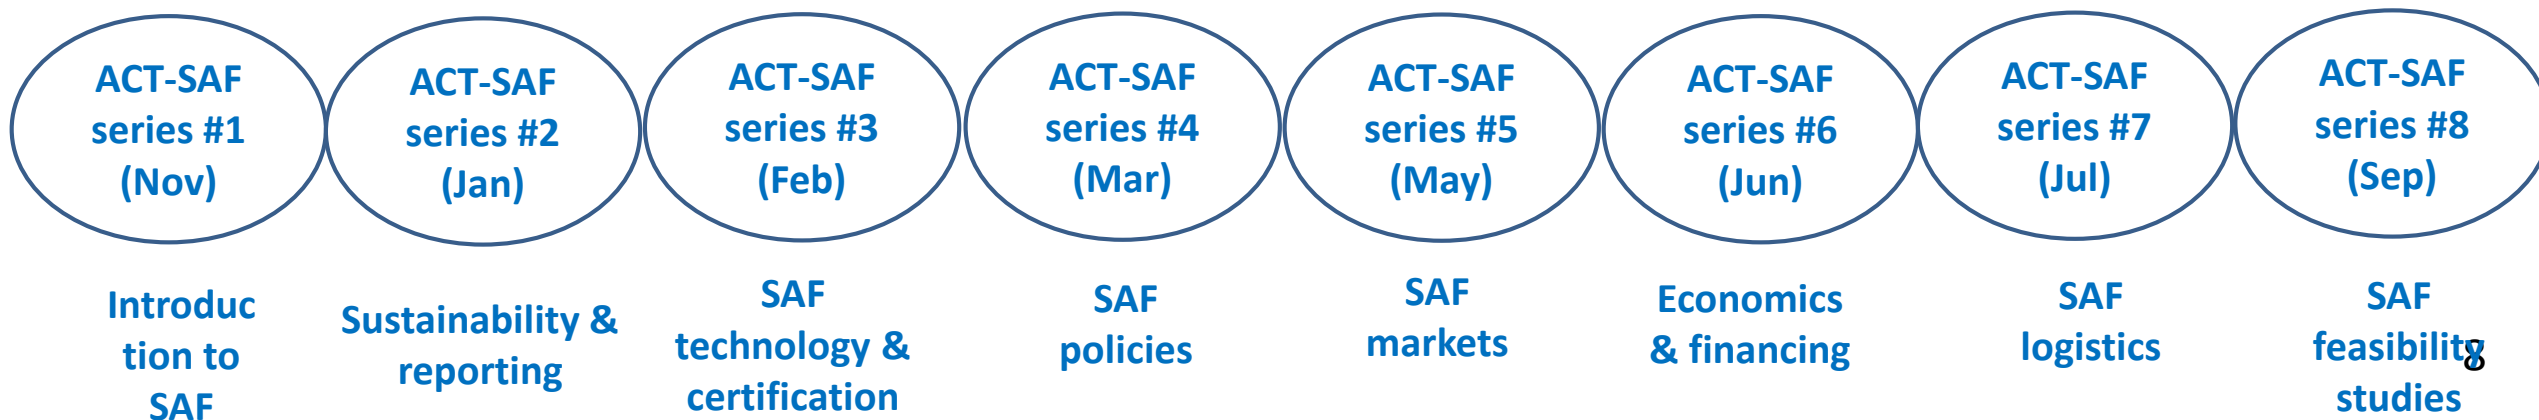 ACT-SAF
series #1
(Nov)
ACT-SAF
series #2
(Jan)
ACT-SAF
series #3
(Feb)
ACT-SAF
series #4
(Mar)
ACT-SAF
series #5
(May)
ACT-SAF
series #6
(Jun)
ACT-SAF
series #7
(Jul)
ACT-SAF
series #8
(Sep)
Introduc
tion to
SAF
Sustainability &
reporting
SAF
technology &
certification
SAF
policies
SAF
markets
Economics
& financing
SAF
logistics
SAF
feasibility
studies
8